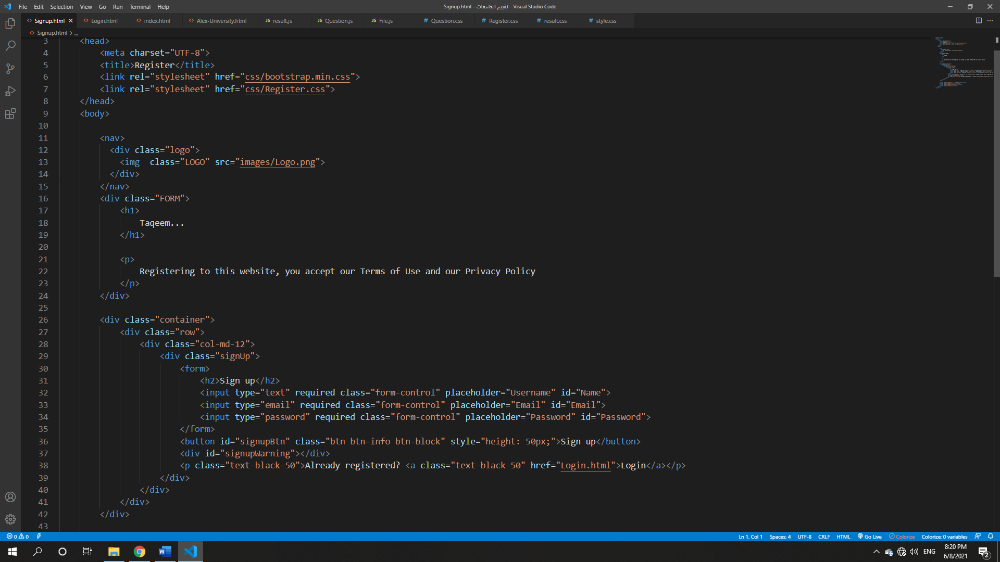 File Edit Selection View Go Run Terminal Help
Signup.html - تقييم الجامعات - Visual Studio Code
Signup.html Login.html index.html Alex-University.html JS result.js JS Question.js JS File.js # Question.css # Register.css # result.css # style.css
Signup.html > ...
3 <head>
4 <meta charset="UTF-8">
5 <title>Register</title>
6 <link rel="stylesheet" href="css/bootstrap.min.css">
7 <link rel="stylesheet" href="css/Register.css">
8 </head>
9 <body>
10
11 <nav>
12 <div class="logo">
13 <img  class="LOGO" src="images/Logo.png">
14 </div>
15 </nav>
16 <div class="FORM">
17 <h1>
18 Taqeem...
19 </h1>
20
21 <p>
22 Registering to this website, you accept our Terms of Use and our Privacy Policy
23 </p>
24 </div>
25
26 <div class="container">
27 <div class="row">
28 <div class="col-md-12">
29 <div class="signUp">
30 <form>
31 <h2>Sign up</h2>
32 <input type="text" required class="form-control" placeholder="Username" id="Name">
33 <input type="email" required class="form-control" placeholder="Email" id="Email">
34 <input type="password" required class="form-control" placeholder="Password" id="Password">
35 </form>
36 <button id="signupBtn" class="btn btn-info btn-block" style="height: 50px;">Sign up</button>
37 <div id="signupWarning"></div>
38 <p class="text-black-50">Already registered? <a class="text-black-50" href="Login.html">Login</a></p>
39 </div>
40 </div>
41 </div>
42 </div>
43
0 0 Ln 1, Col 1 Spaces: 4 UTF-8 CRLF HTML Go Live Colorize Colorize: 0 variables
ENG 8:20 PM
6/8/2021 2